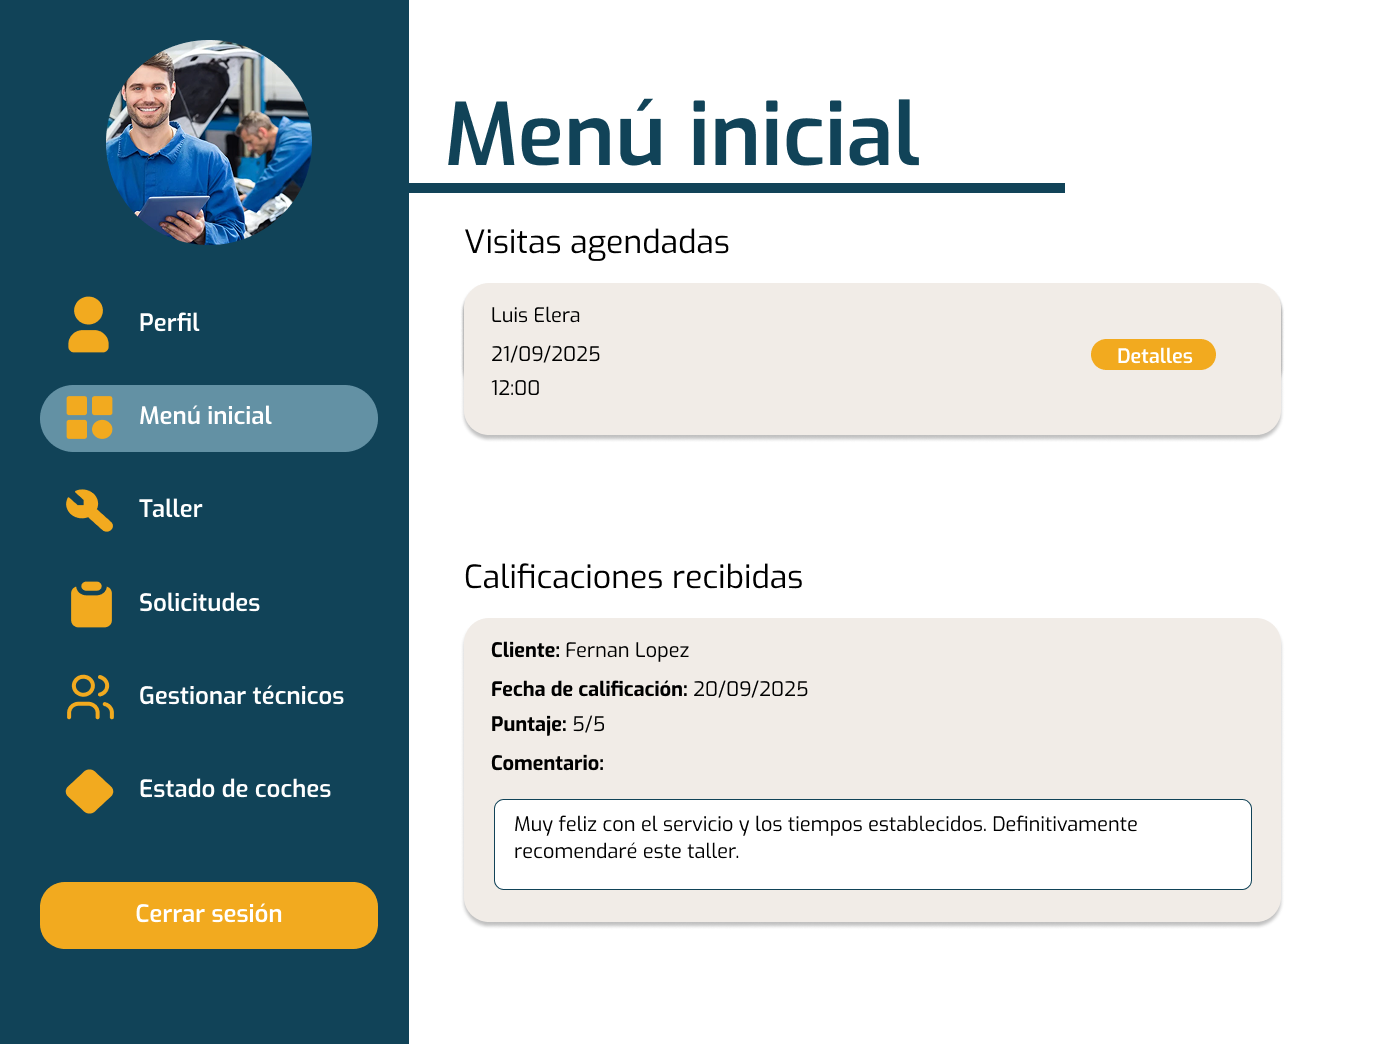 Perfil
Menú inicial
Taller
Solicitudes
Gestionar técnicos
Estado de coches
Cerrar sesión
Menú inicial
Visitas agendadas
Luis Elera
21/09/2025
12:00
Detalles
Calificaciones recibidas
Cliente: Fernan Lopez
Fecha de calificación: 20/09/2025
Puntaje: 5/5
Comentario:
Muy feliz con el servicio y los tiempos establecidos. Definitivamente
recomendaré este taller.